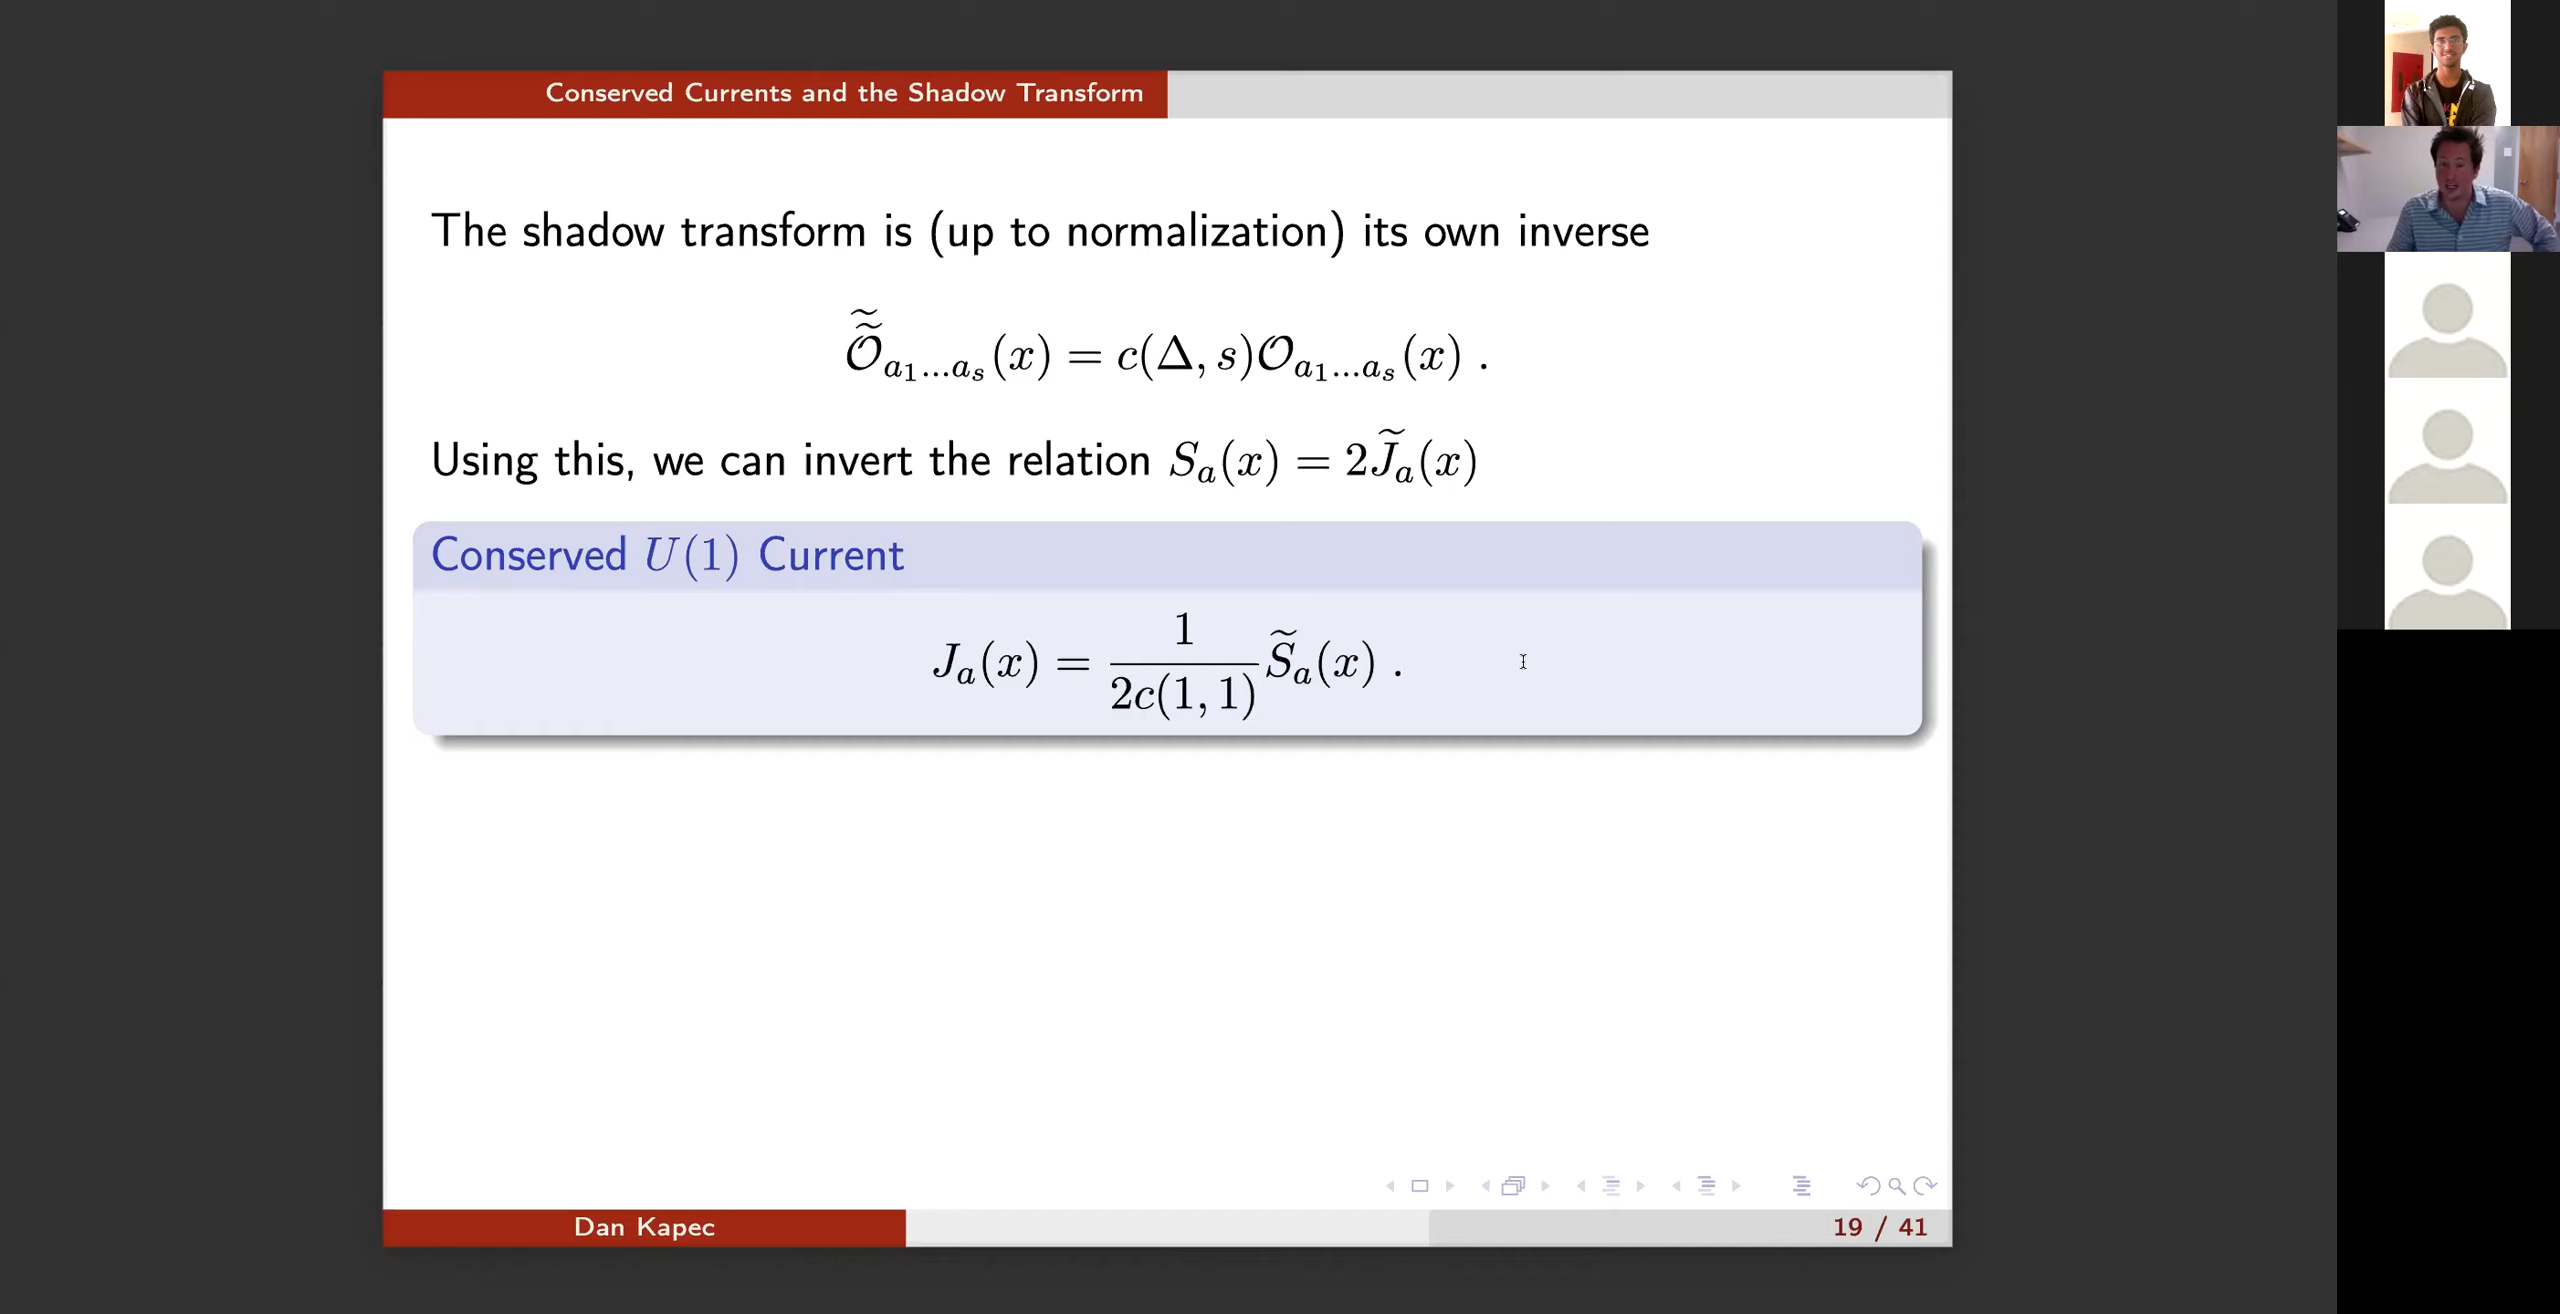 Conserved Currents and the Shadow Transform
The shadow transform is (up to normalization) its own inverse
$\widetilde{\widetilde{\mathcal{O}}}_{a_1 \ldots a_s}(x) = c(\Delta, s)\mathcal{O}_{a_1 \ldots a_s}(x)$ .
Using this, we can invert the relation $S_a(x) = 2\widetilde{J}_a(x)$
Conserved $U(1)$ Current
$J_a(x) = \frac{1}{2c(1,1)}\widetilde{S}_a(x)$ .
Dan Kapec
19 / 41